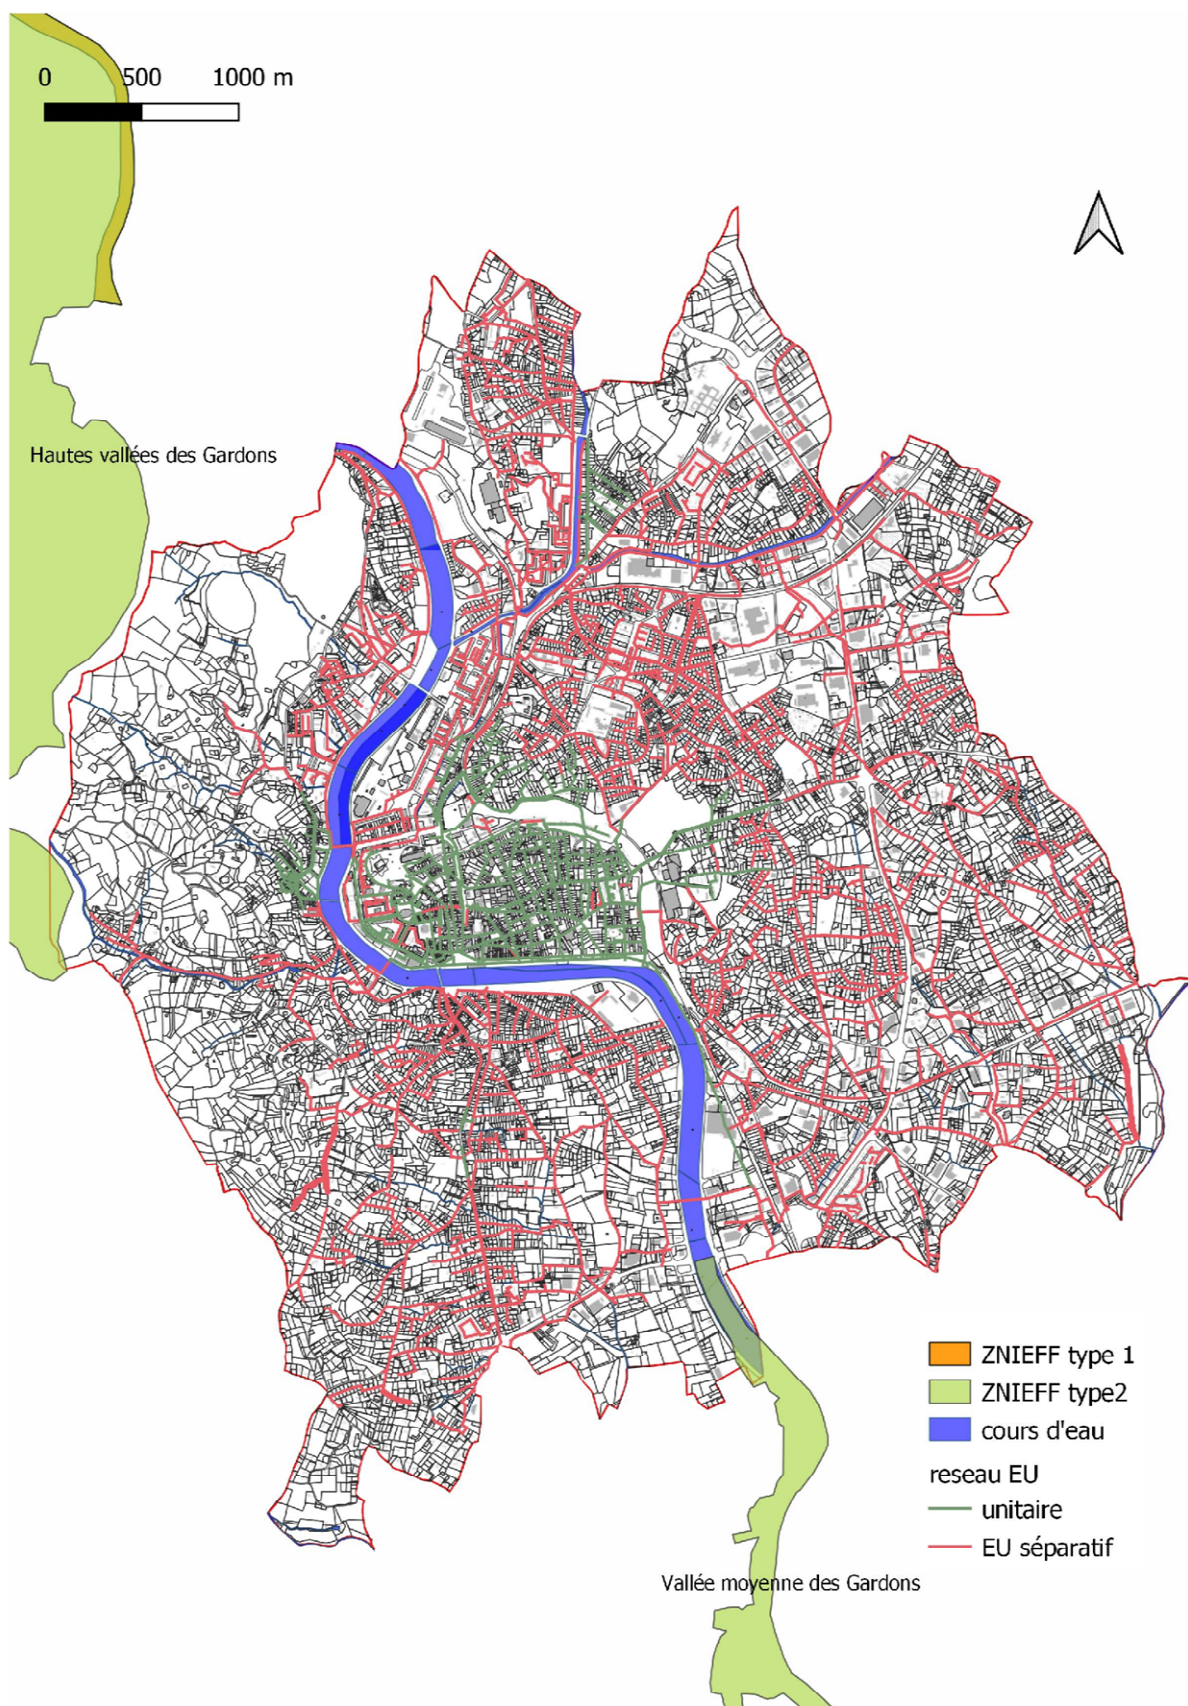 0 500 1000 m
Hautes vallées des Gardons
ZNIEFF type 1
ZNIEFF type2
cours d'eau
reseau EU
unitaire
EU séparatif
Vallée moyenne des Gardons